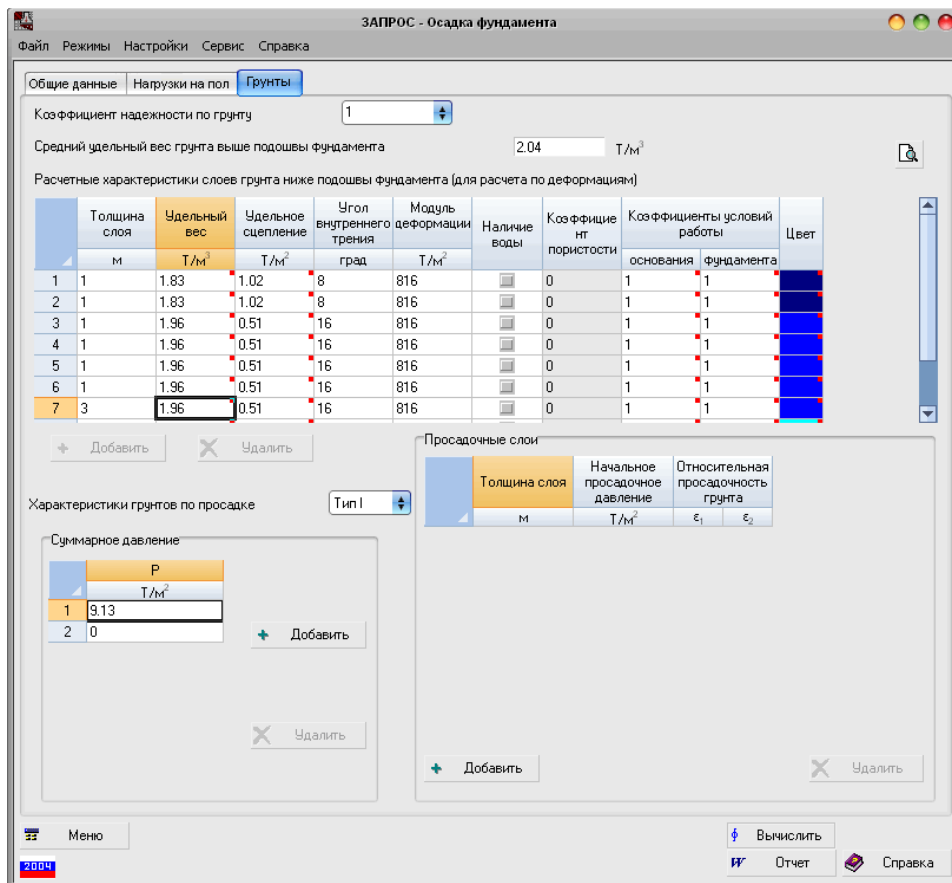 ЗАПРОС - Осадка фундамента
Файл Режимы Настройки Сервис Справка
Общие данные Нагрузки на пол Грунты
Коэффициент надежности по грунту 1
Средний удельный вес грунта выше подошвы фундамента 2.04 Т/м³
Расчетные характеристики слоев грунта ниже подошвы фундамента (для расчета по деформациям)
Толщина слоя Удельный вес Удельное сцепление Угол внутреннего трения Модуль деформации Наличие воды Коэффицие нт пористости Коэффициенты условий работы Цвет
м Т/м³ Т/м² град Т/м² основания фундамента
1 1 1.83 1.02 8 816 0 1 1
2 1 1.83 1.02 8 816 0 1 1
3 1 1.96 0.51 16 816 0 1 1
4 1 1.96 0.51 16 816 0 1 1
5 1 1.96 0.51 16 816 0 1 1
6 1 1.96 0.51 16 816 0 1 1
7 3 1.96 0.51 16 816 0 1 1
Добавить Удалить
Характеристики грунтов по просадке Тип I
Суммарное давление
P
Т/м²
1 9.13
2 0
Добавить
Удалить
Просадочные слои
Толщина слоя Начальное просадочное давление Относительная просадочность грунта
м Т/м² ε₁ ε₂
Добавить Удалить
Меню Вычислить
2004 W Отчет Справка